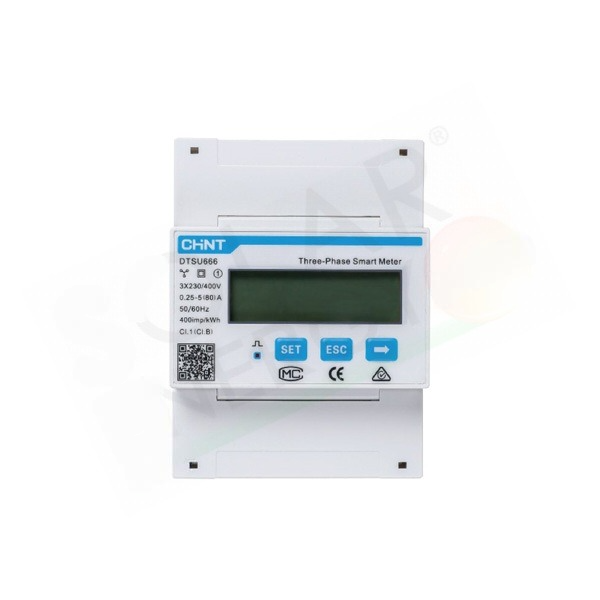 CHNT
DTSU666
Three-Phase Smart Meter
3X230/400V
0.25-5(80)A
50/60Hz
400imp/kWh
Cl.1(Cl.B)
SET
ESC
MC
CE
SOLAR
®